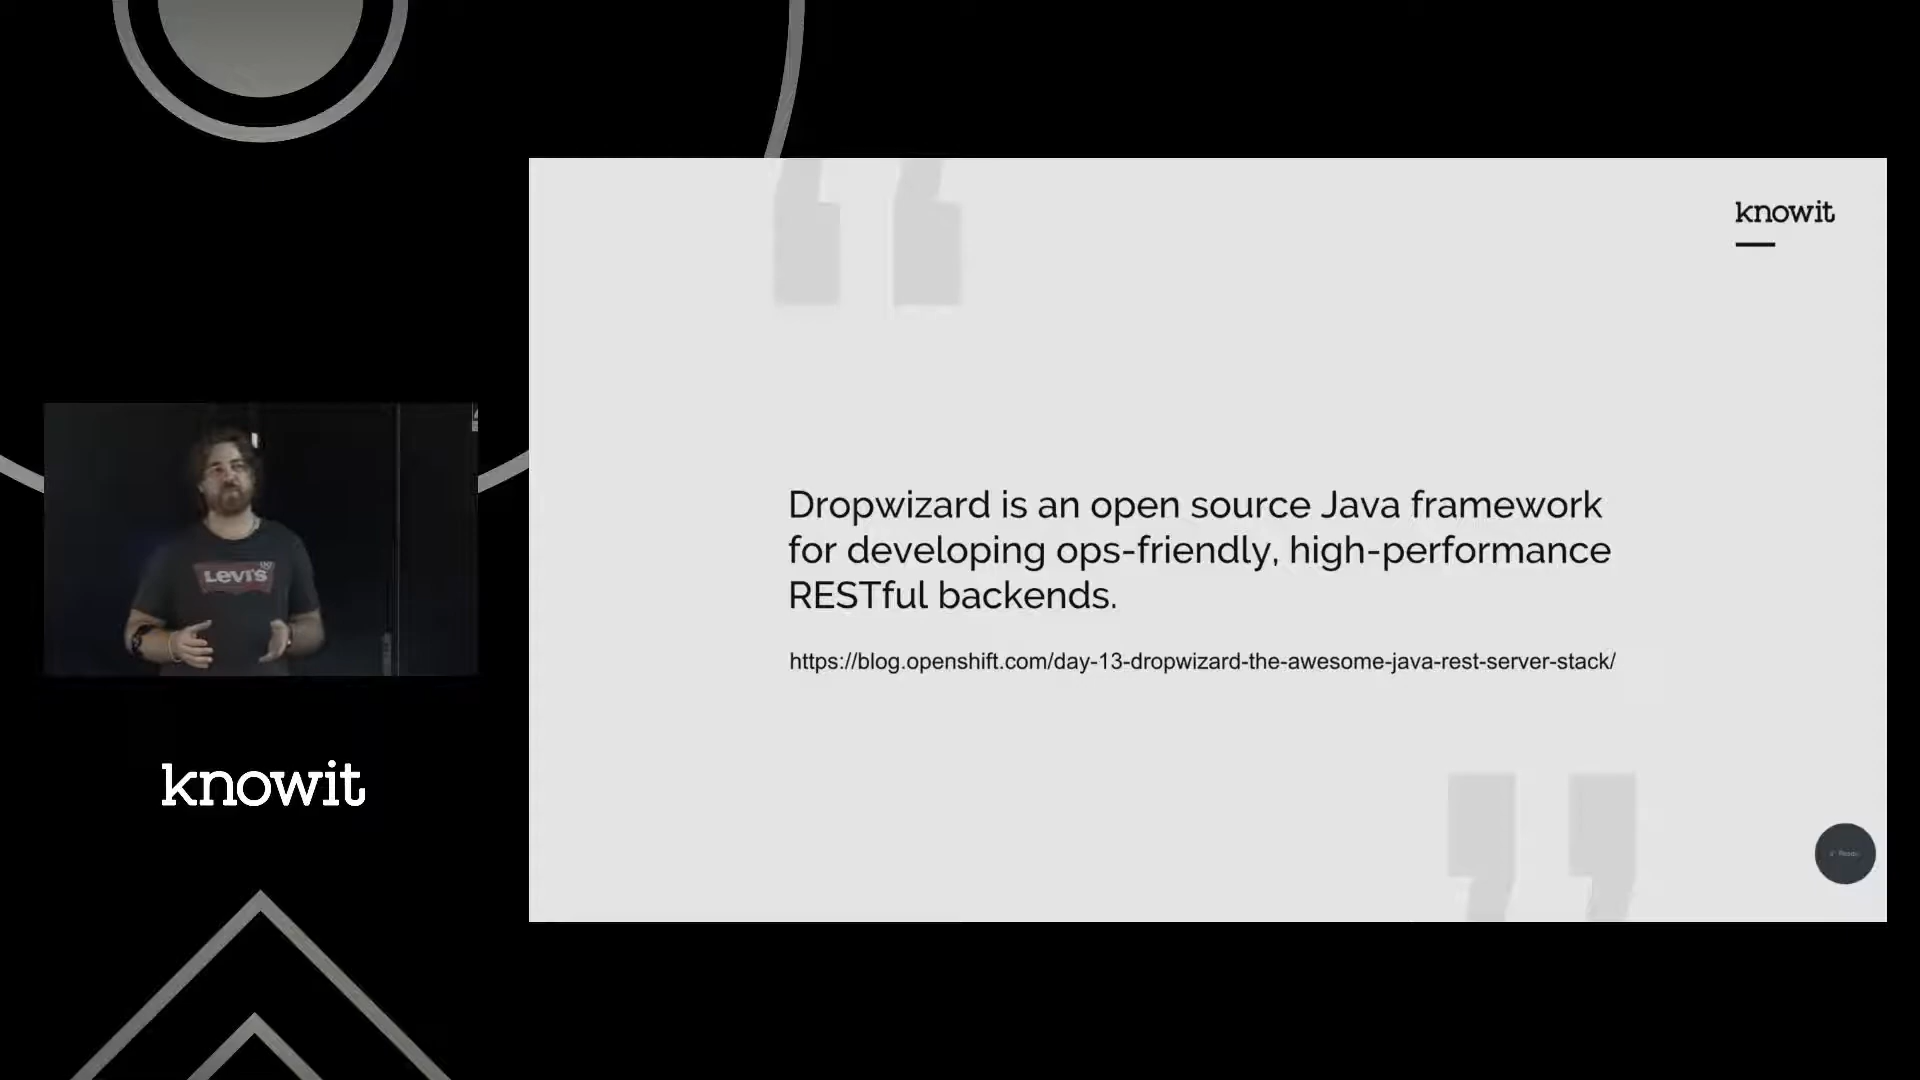 knowit
Dropwizard is an open source Java framework
for developing ops-friendly, high-performance
RESTful backends.
https://blog.openshift.com/day-13-dropwizard-the-awesome-java-rest-server-stack/
Levi's
knowit